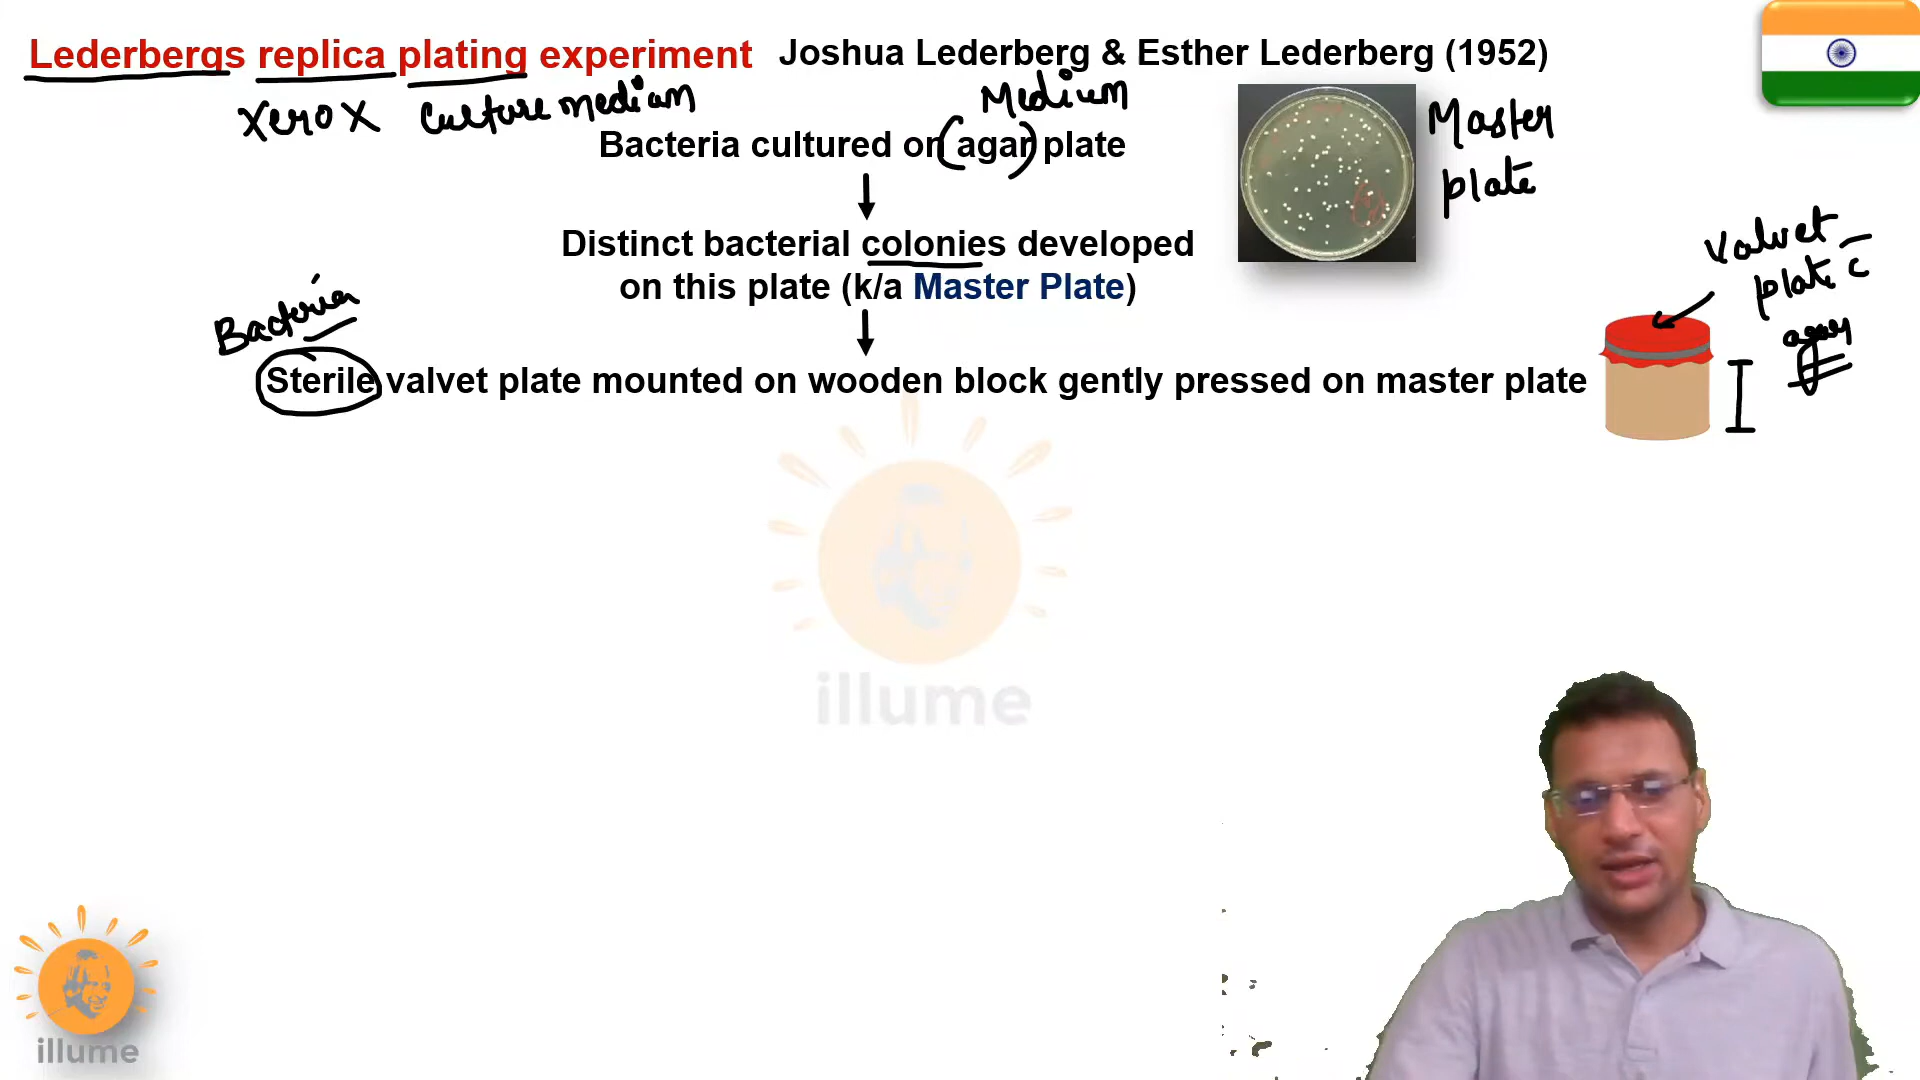 Lederbergs replica plating experiment Joshua Lederberg & Esther Lederberg (1952)
Xerox culture medium
Medium
Master
plate
Bacteria cultured on (agar) plate
Distinct bacterial colonies developed
on this plate (k/a Master Plate)
valvet
plate c̅
agar
Bacteria
Sterile valvet plate mounted on wooden block gently pressed on master plate
illume
illume